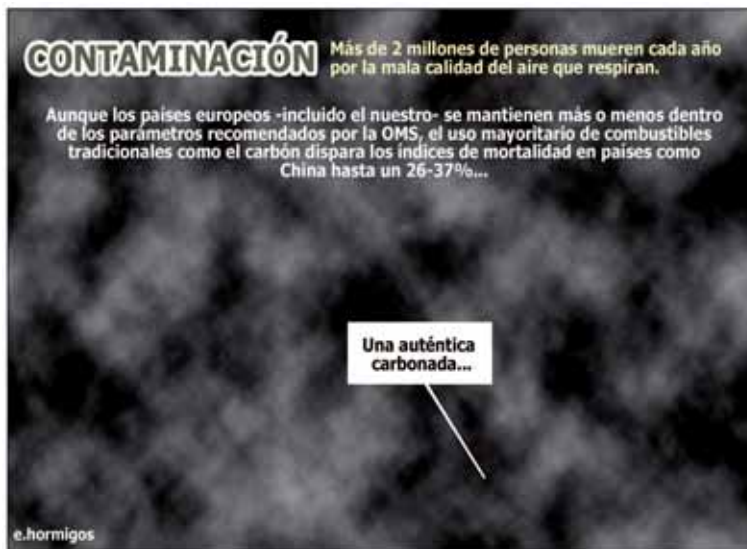 CONTAMINACIÓN
Más de 2 millones de personas mueren cada año
por la mala calidad del aire que respiran.
Aunque los países europeos -incluido el nuestro- se mantienen más o menos dentro
de los parámetros recomendados por la OMS, el uso mayoritario de combustibles
tradicionales como el carbón dispara los índices de mortalidad en países como
China hasta un 26-37%...
Una auténtica
carbonada...
e.hormigos